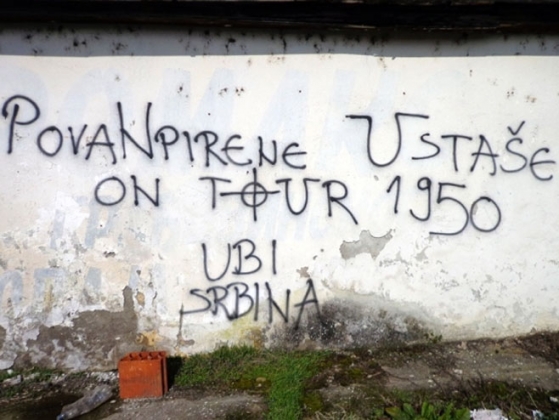 POVANPIRENE USTAŠE
ON TOUR 1950
UBI
SRBINA